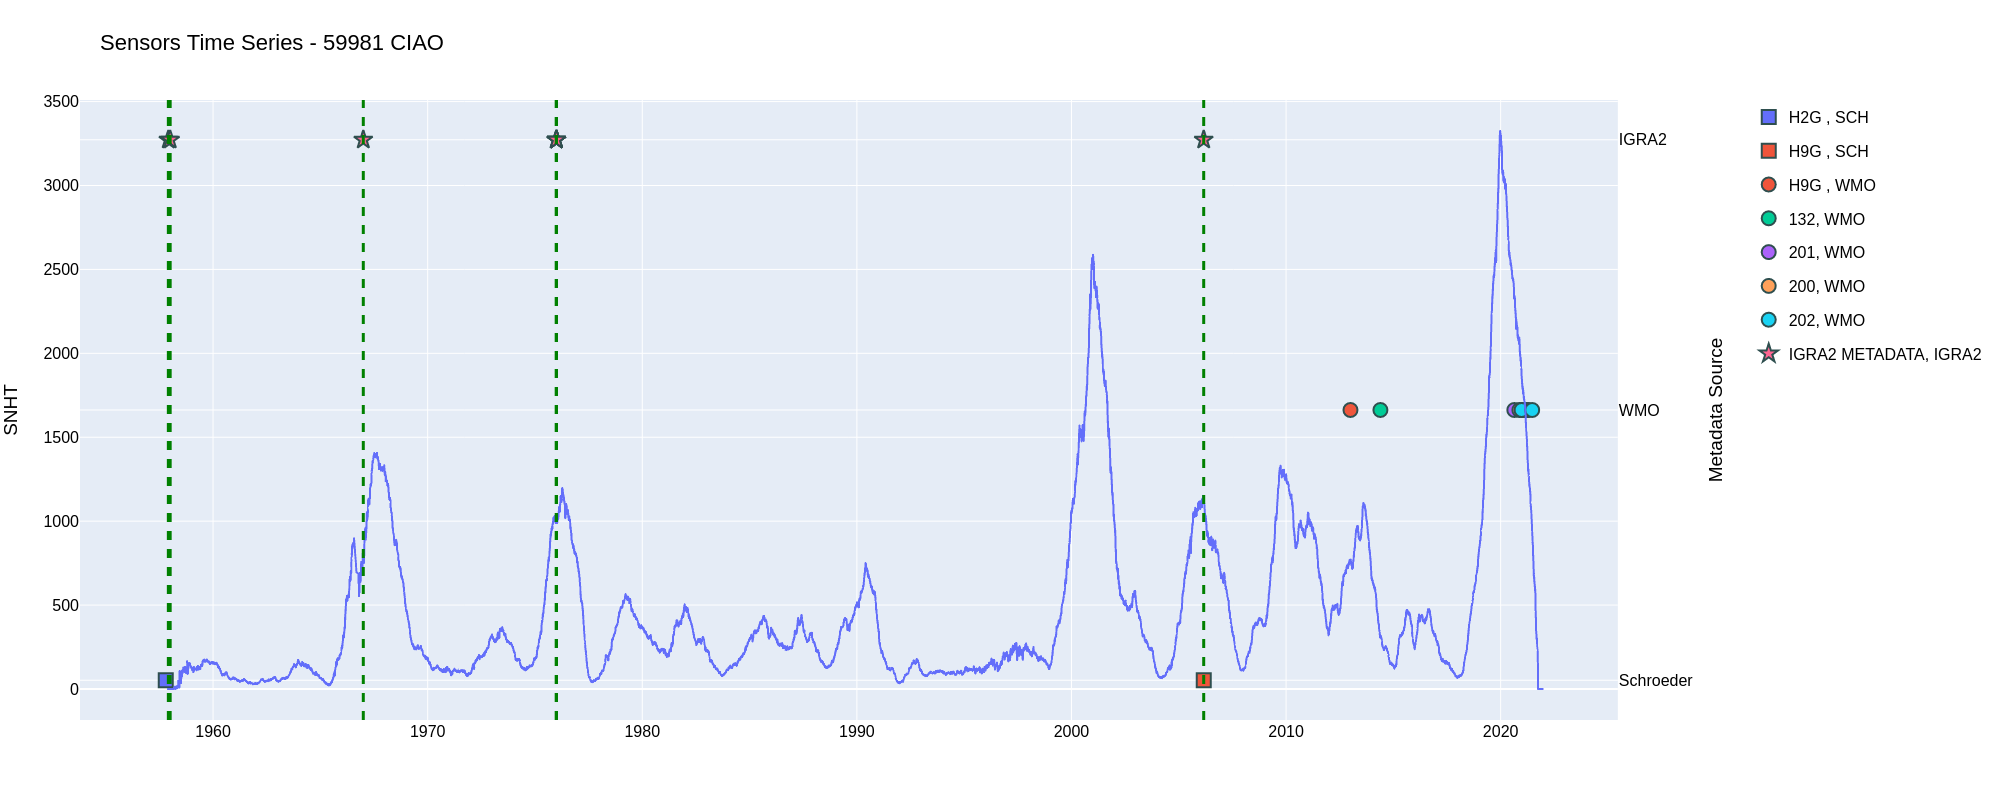 Sensors Time Series - 59981 CIAO
3500
3000
2500
2000
1500
1000
500
0
SNHT
1960
1970
1980
1990
2000
2010
2020
IGRA2
WMO
Schroeder
Metadata Source
H2G , SCH
H9G , SCH
H9G , WMO
132, WMO
201, WMO
200, WMO
202, WMO
IGRA2 METADATA, IGRA2